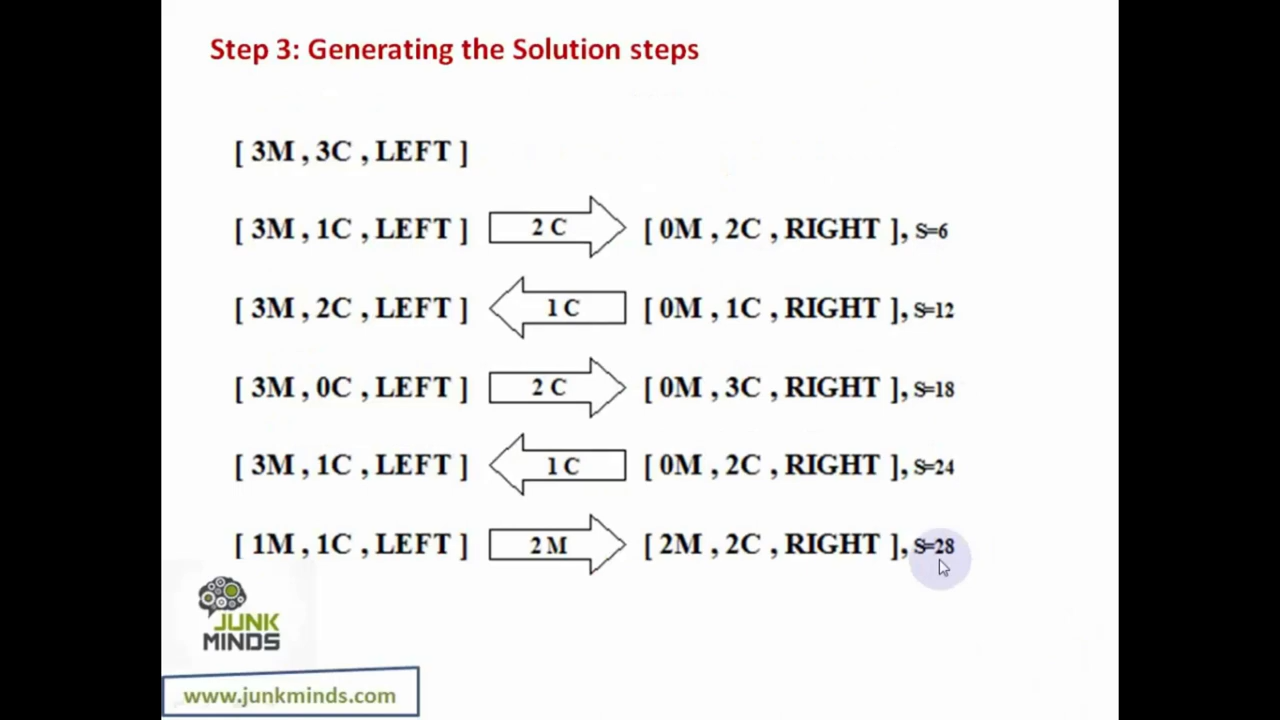 Step 3: Generating the Solution steps
[ 3M , 3C , LEFT ]
[ 3M , 1C , LEFT ] 2 C [ 0M , 2C , RIGHT ], S=6
[ 3M , 2C , LEFT ] 1 C [ 0M , 1C , RIGHT ], S=12
[ 3M , 0C , LEFT ] 2 C [ 0M , 3C , RIGHT ], S=18
[ 3M , 1C , LEFT ] 1 C [ 0M , 2C , RIGHT ], S=24
[ 1M , 1C , LEFT ] 2 M [ 2M , 2C , RIGHT ], S=28
JUNK
MINDS
www.junkminds.com